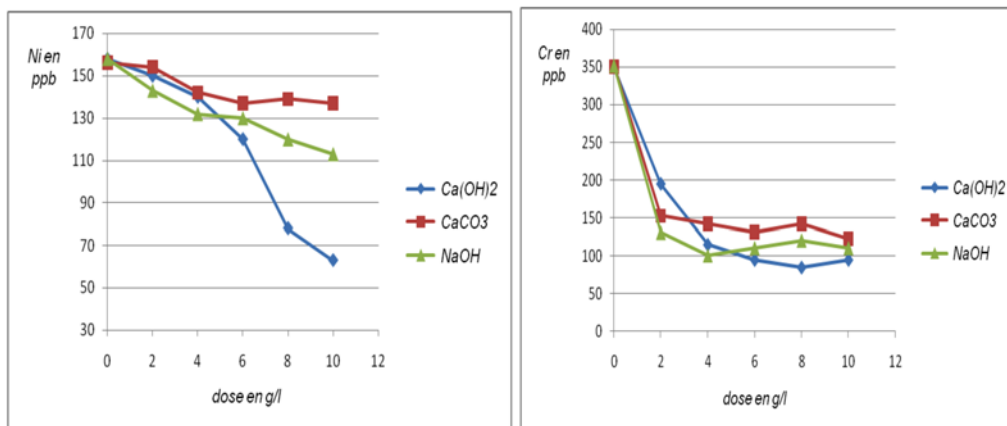 Ni en
ppb
170
150
130
110
90
70
50
30
0 2 4 6 8 10 12
dose en g/l
Ca(OH)2
CaCO3
NaOH
Cr en
ppb
400
350
300
250
200
150
100
50
0
0 2 4 6 8 10 12
dose en g/l
Ca(OH)2
CaCO3
NaOH